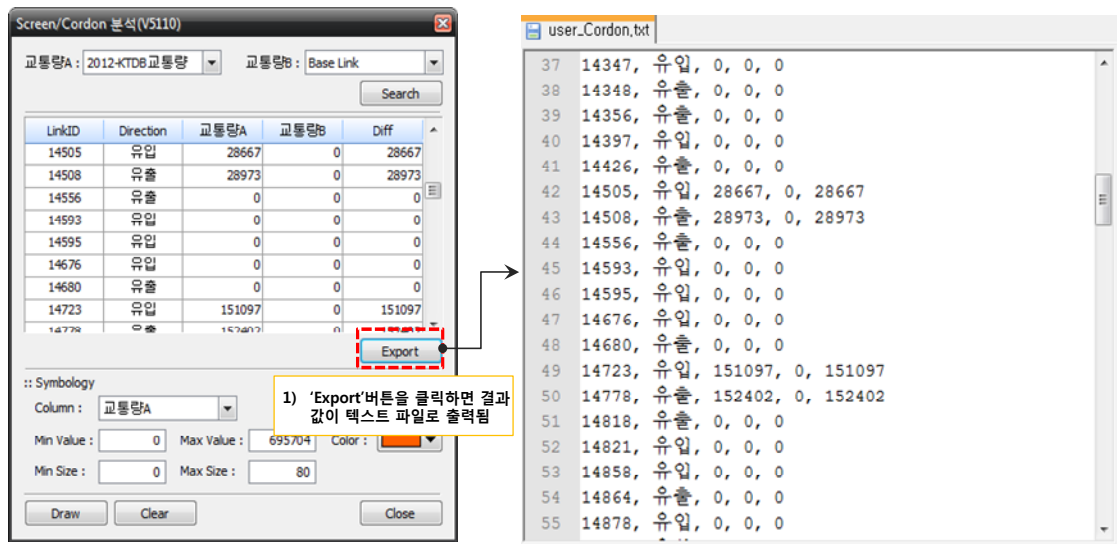 Screen/Cordon 분석(V5110)
교통량A : 2012-KTDB교통량 교통량B : Base Link
Search
LinkID Direction 교통량A 교통량B Diff
14505 유입 28667 0 28667
14508 유출 28973 0 28973
14556 유출 0 0 0
14593 유입 0 0 0
14595 유입 0 0 0
14676 유입 0 0 0
14680 유출 0 0 0
14723 유입 151097 0 151097
14778 유출 152402 0
Export
:: Symbology
Column : 교통량A
1) ‘Export’버튼을 클릭하면 결과
값이 텍스트 파일로 출력됨
Min Value : 0 Max Value : 695704 Color :
Min Size : 0 Max Size : 80
Draw Clear Close
user_Cordon.txt
37 14347, 유입, 0, 0, 0
38 14348, 유출, 0, 0, 0
39 14356, 유출, 0, 0, 0
40 14397, 유입, 0, 0, 0
41 14426, 유출, 0, 0, 0
42 14505, 유입, 28667, 0, 28667
43 14508, 유출, 28973, 0, 28973
44 14556, 유출, 0, 0, 0
45 14593, 유입, 0, 0, 0
46 14595, 유입, 0, 0, 0
47 14676, 유입, 0, 0, 0
48 14680, 유출, 0, 0, 0
49 14723, 유입, 151097, 0, 151097
50 14778, 유출, 152402, 0, 152402
51 14818, 유출, 0, 0, 0
52 14821, 유입, 0, 0, 0
53 14858, 유입, 0, 0, 0
54 14864, 유출, 0, 0, 0
55 14878, 유입, 0, 0, 0